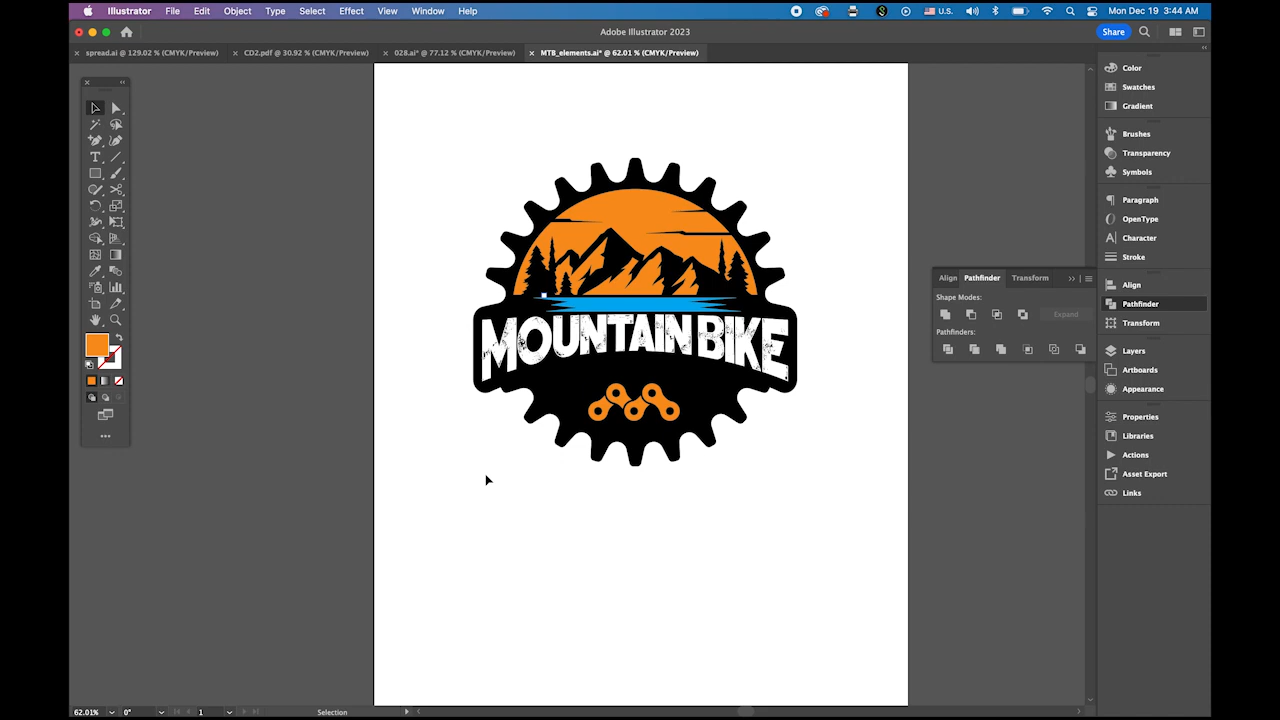 Illustrator File Edit Object Type Select Effect View Window Help U.S. Mon Dec 19 3:44 AM
Adobe Illustrator 2023 Share
spread.ai @ 129.02 % (CMYK/Preview) CD2.pdf @ 30.92 % (CMYK/Preview) 028.ai* @ 77.12 % (CMYK/Preview) MTB_elements.ai* @ 62.01 % (CMYK/Preview)
Color
Swatches
Gradient
Brushes
Transparency
Symbols
Paragraph
OpenType
Character
Stroke
Align
Pathfinder
Transform
Layers
Artboards
Appearance
Properties
Libraries
Actions
Asset Export
Links
Align Pathfinder Transform
Shape Modes:
Expand
Pathfinders:
MOUNTAIN BIKE
62.01% 0° 1 Selection